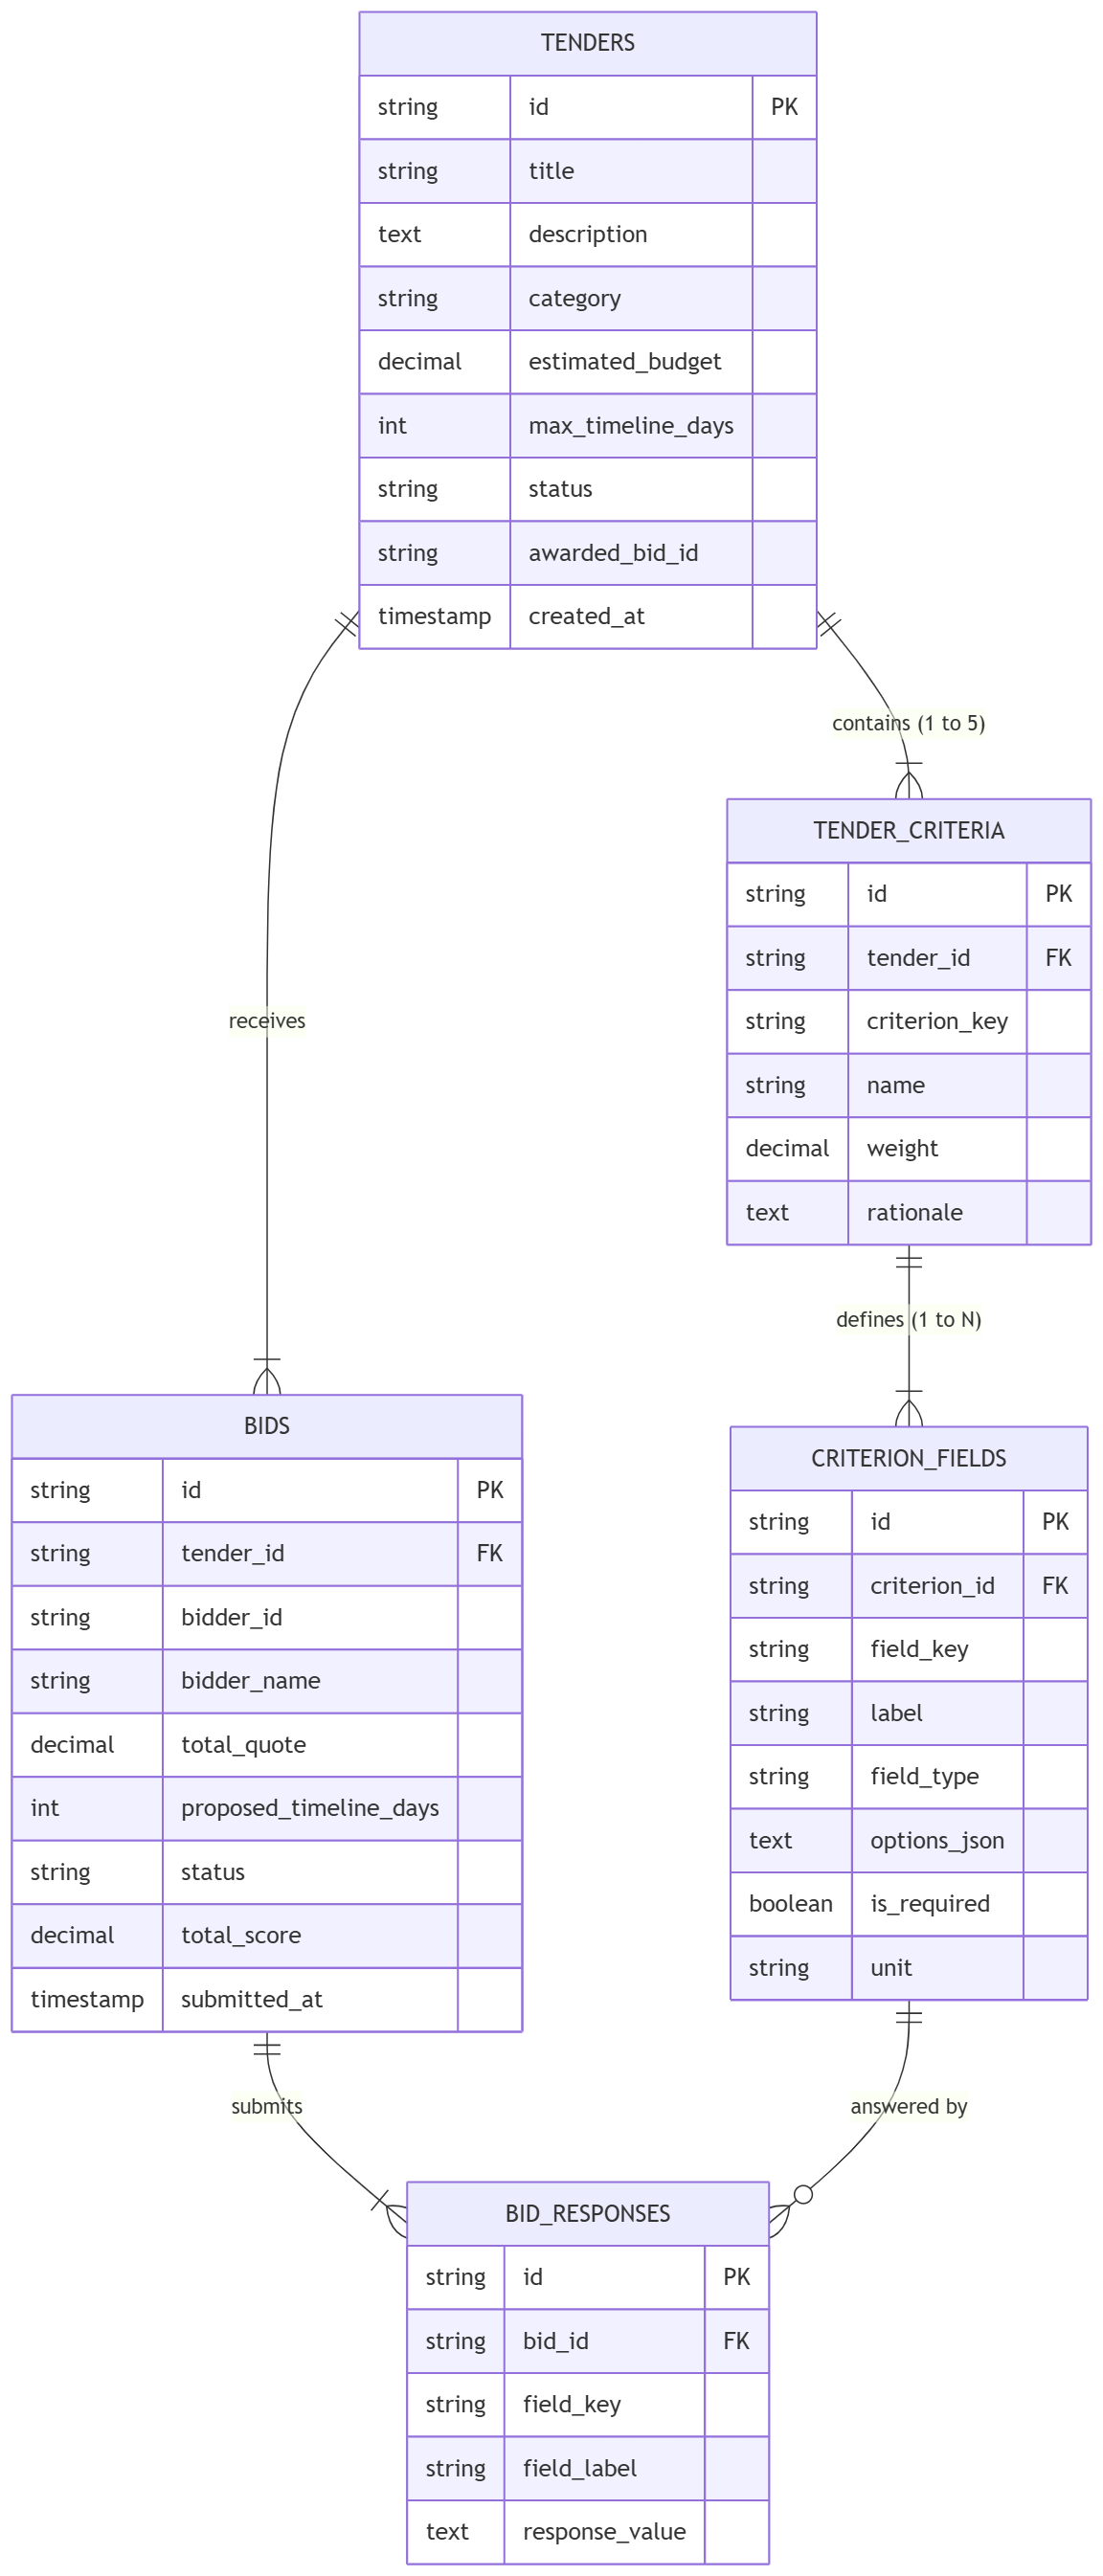 TENDERS
string id PK
string title
text description
string category
decimal estimated_budget
int max_timeline_days
string status
string awarded_bid_id
timestamp created_at
contains (1 to 5)
TENDER_CRITERIA
string id PK
string tender_id FK
string criterion_key
string name
decimal weight
text rationale
receives
defines (1 to N)
BIDS
string id PK
string tender_id FK
string bidder_id
string bidder_name
decimal total_quote
int proposed_timeline_days
string status
decimal total_score
timestamp submitted_at
CRITERION_FIELDS
string id PK
string criterion_id FK
string field_key
string label
string field_type
text options_json
boolean is_required
string unit
submits
answered by
BID_RESPONSES
string id PK
string bid_id FK
string field_key
string field_label
text response_value